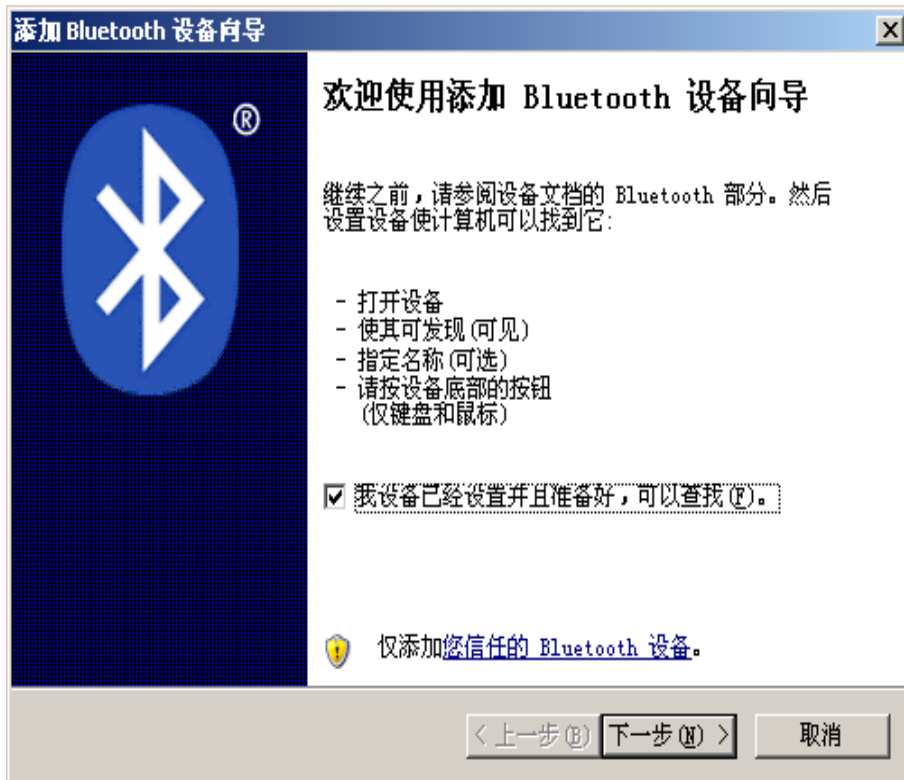 添加 Bluetooth 设备向导
®
欢迎使用添加 Bluetooth 设备向导
继续之前，请参阅设备文档的 Bluetooth 部分。然后
设置设备使计算机可以找到它:
- 打开设备
- 使其可发现(可见)
- 指定名称(可选)
- 请按设备底部的按钮
(仅键盘和鼠标)
我设备已经设置并且准备好，可以查找(F)。
仅添加您信任的 Bluetooth 设备。
< 上一步(B) 下一步(N) > 取消